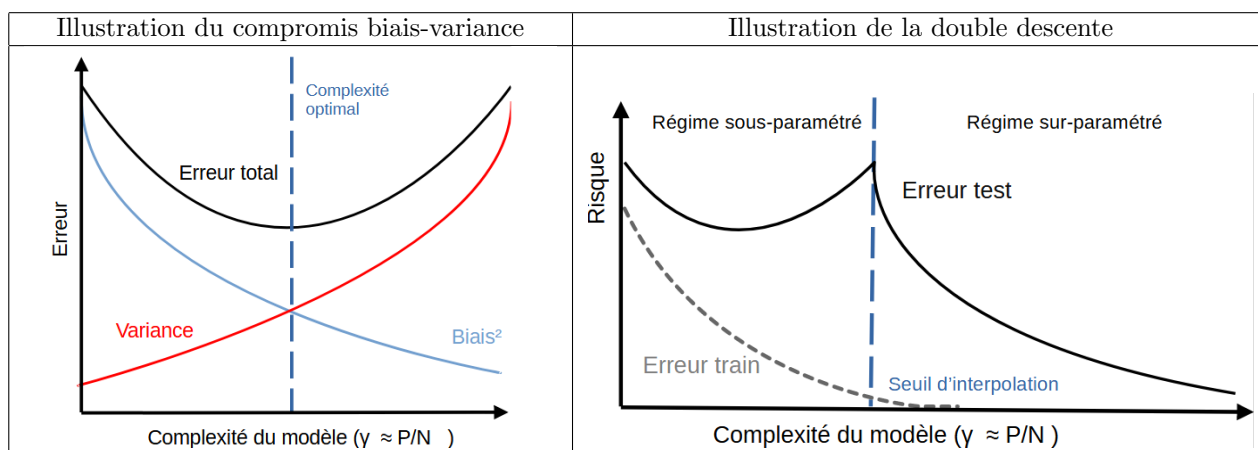 Illustration du compromis biais-variance
Complexité
optimal
Erreur total
Erreur
Variance
Biais²
Complexité du modèle (γ ≈ P/N )
Illustration de la double descente
Régime sous-paramétré
Régime sur-paramétré
Risque
Erreur test
Erreur train
Seuil d'interpolation
Complexité du modèle (γ ≈ P/N )